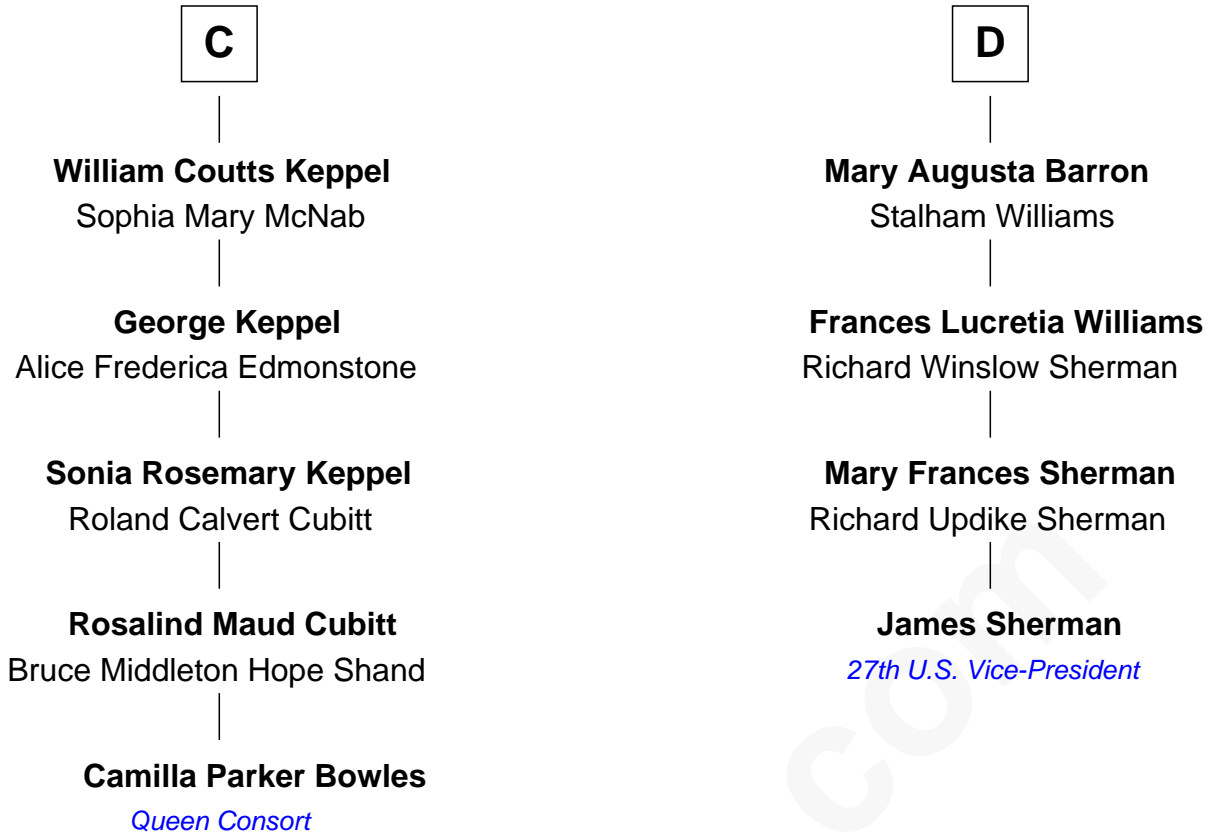 C
William Coutts Keppel
Sophia Mary McNab
George Keppel
Alice Frederica Edmonstone
Sonia Rosemary Keppel
Roland Calvert Cubitt
Rosalind Maud Cubitt
Bruce Middleton Hope Shand
Camilla Parker Bowles
Queen Consort
D
Mary Augusta Barron
Stalham Williams
Frances Lucretia Williams
Richard Winslow Sherman
Mary Frances Sherman
Richard Updike Sherman
James Sherman
27th U.S. Vice-President
com